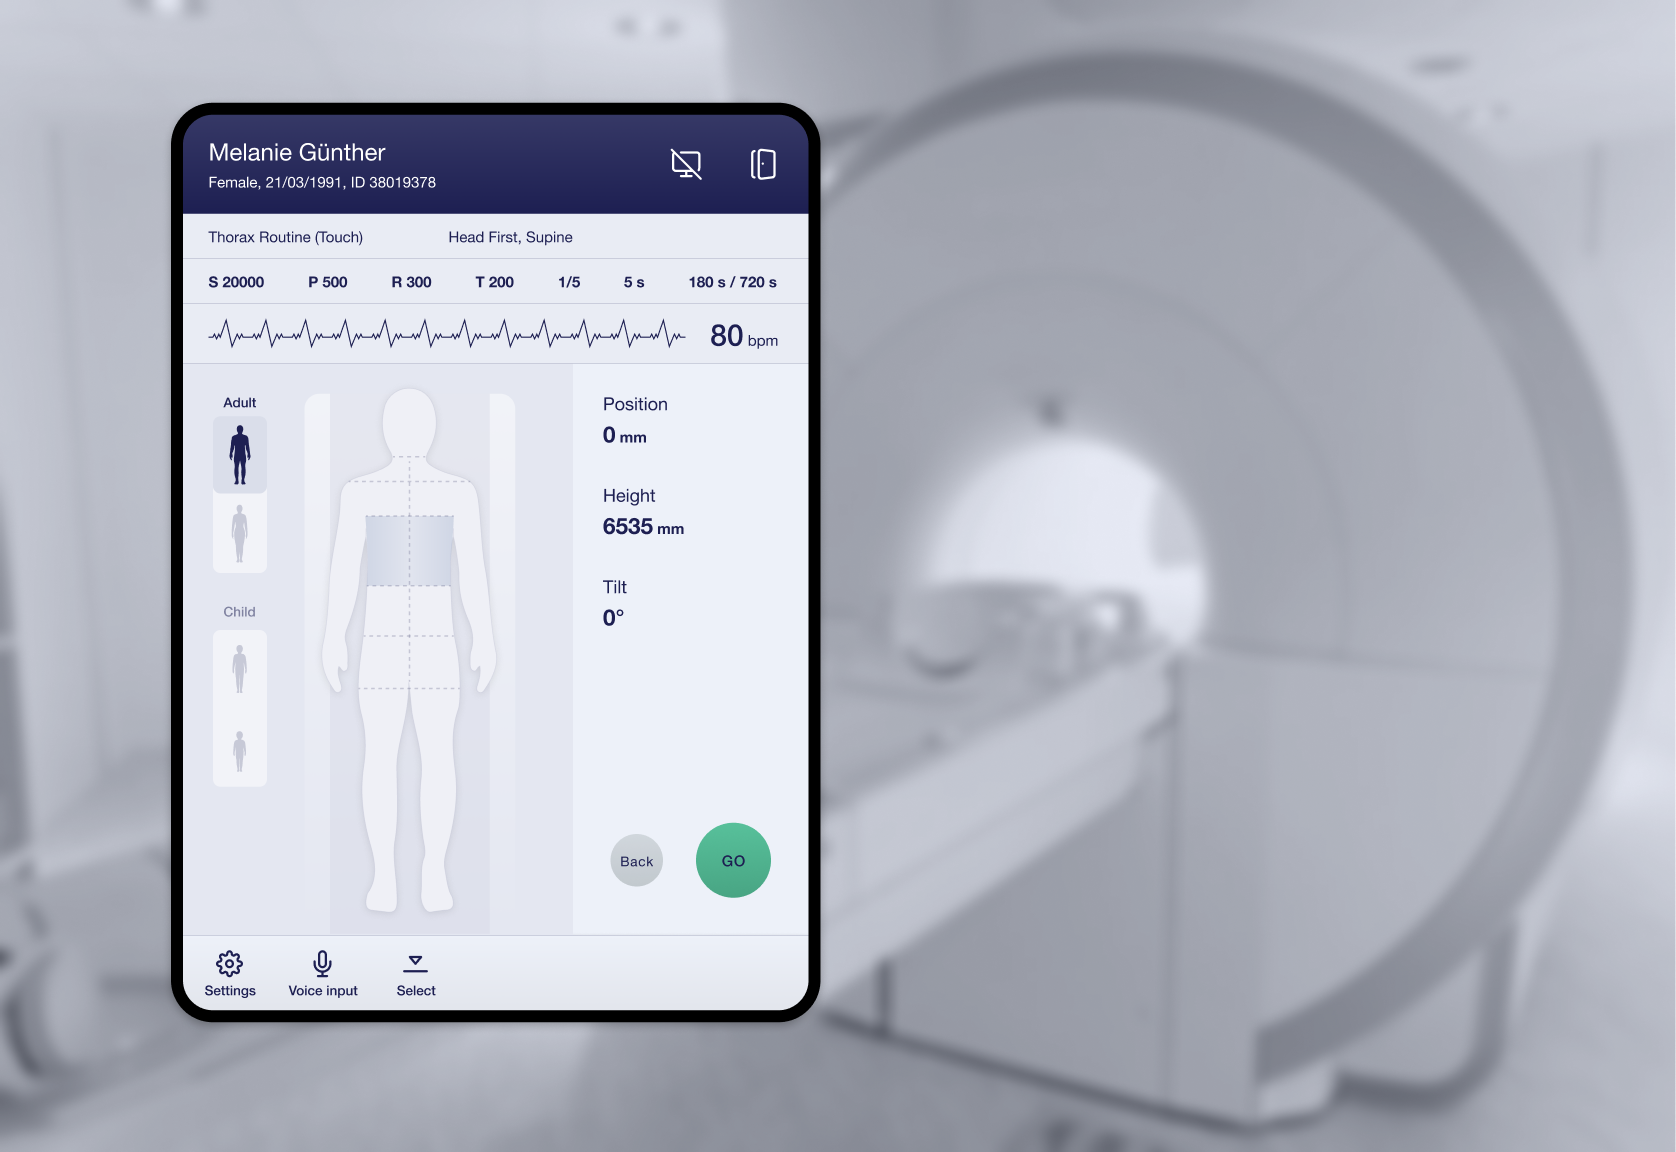 Melanie Günther
Female, 21/03/1991, ID 38019378
Thorax Routine (Touch) Head First, Supine
S 20000 P 500 R 300 T 200 1/5 5 s 180 s / 720 s
80 bpm
Adult
Child
Position
0 mm
Height
6535 mm
Tilt
0°
Back GO
Settings Voice input Select